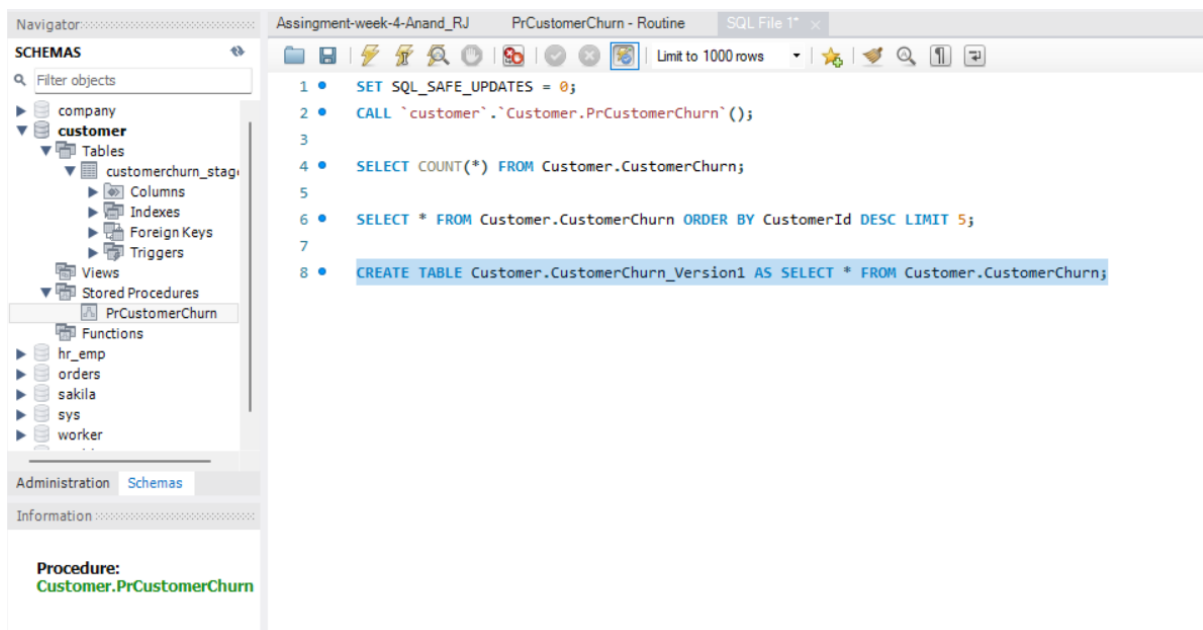 Navigator
SCHEMAS
Filter objects
company
customer
Tables
customerchurn_stag
Columns
Indexes
Foreign Keys
Triggers
Views
Stored Procedures
PrCustomerChurn
Functions
hr_emp
orders
sakila
sys
worker
Administration Schemas
Information
Procedure:
Customer.PrCustomerChurn
Assingment-week-4-Anand_RJ PrCustomerChurn - Routine SQL File 1*
Limit to 1000 rows
1 SET SQL_SAFE_UPDATES = 0;
2 CALL `customer`.`Customer.PrCustomerChurn`();
3
4 SELECT COUNT(*) FROM Customer.CustomerChurn;
5
6 SELECT * FROM Customer.CustomerChurn ORDER BY CustomerId DESC LIMIT 5;
7
8 CREATE TABLE Customer.CustomerChurn_Version1 AS SELECT * FROM Customer.CustomerChurn;